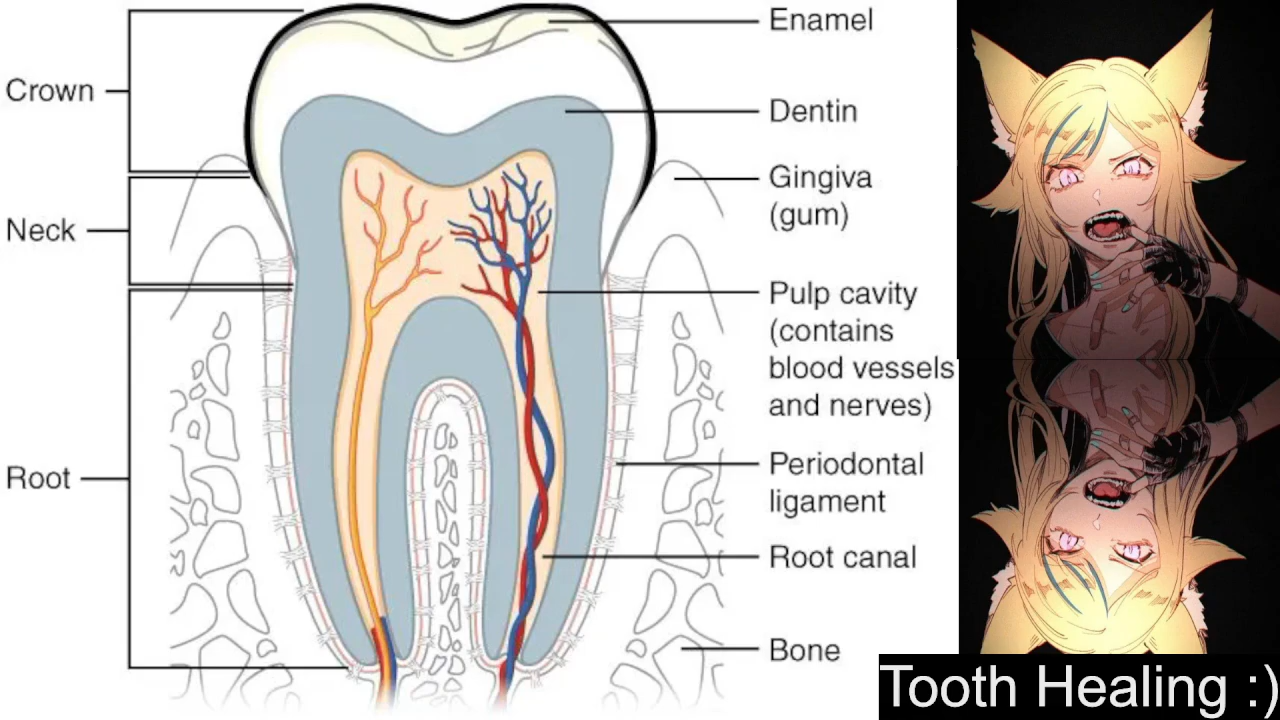 Crown
Neck
Root
Enamel
Dentin
Gingiva
(gum)
Pulp cavity
(contains
blood vessels
and nerves)
Periodontal
ligament
Root canal
Bone
Tooth Healing :)